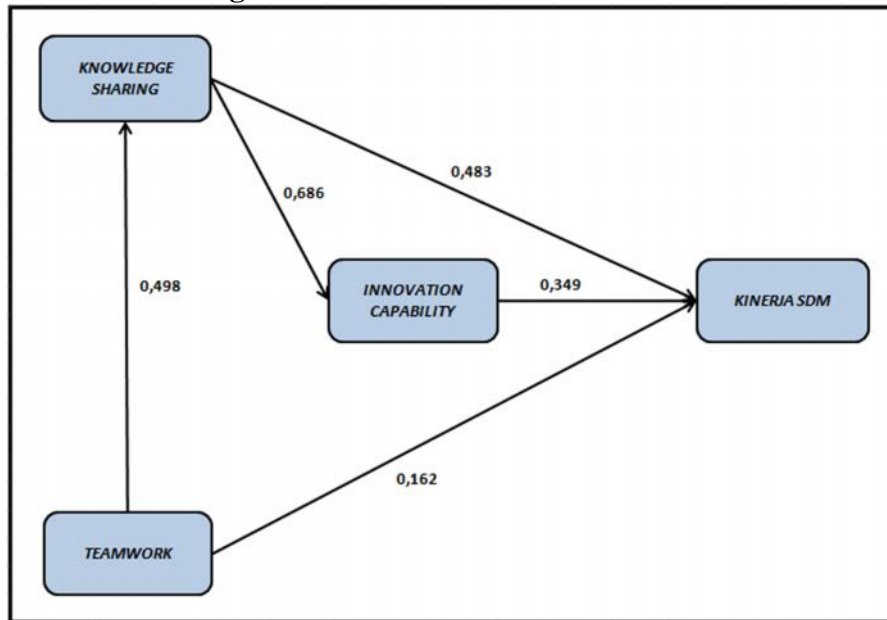 KNOWLEDGE
SHARING
0,483
0,686
0,498
INNOVATION
CAPABILITY
0,349
KINERJA SDM
0,162
TEAMWORK